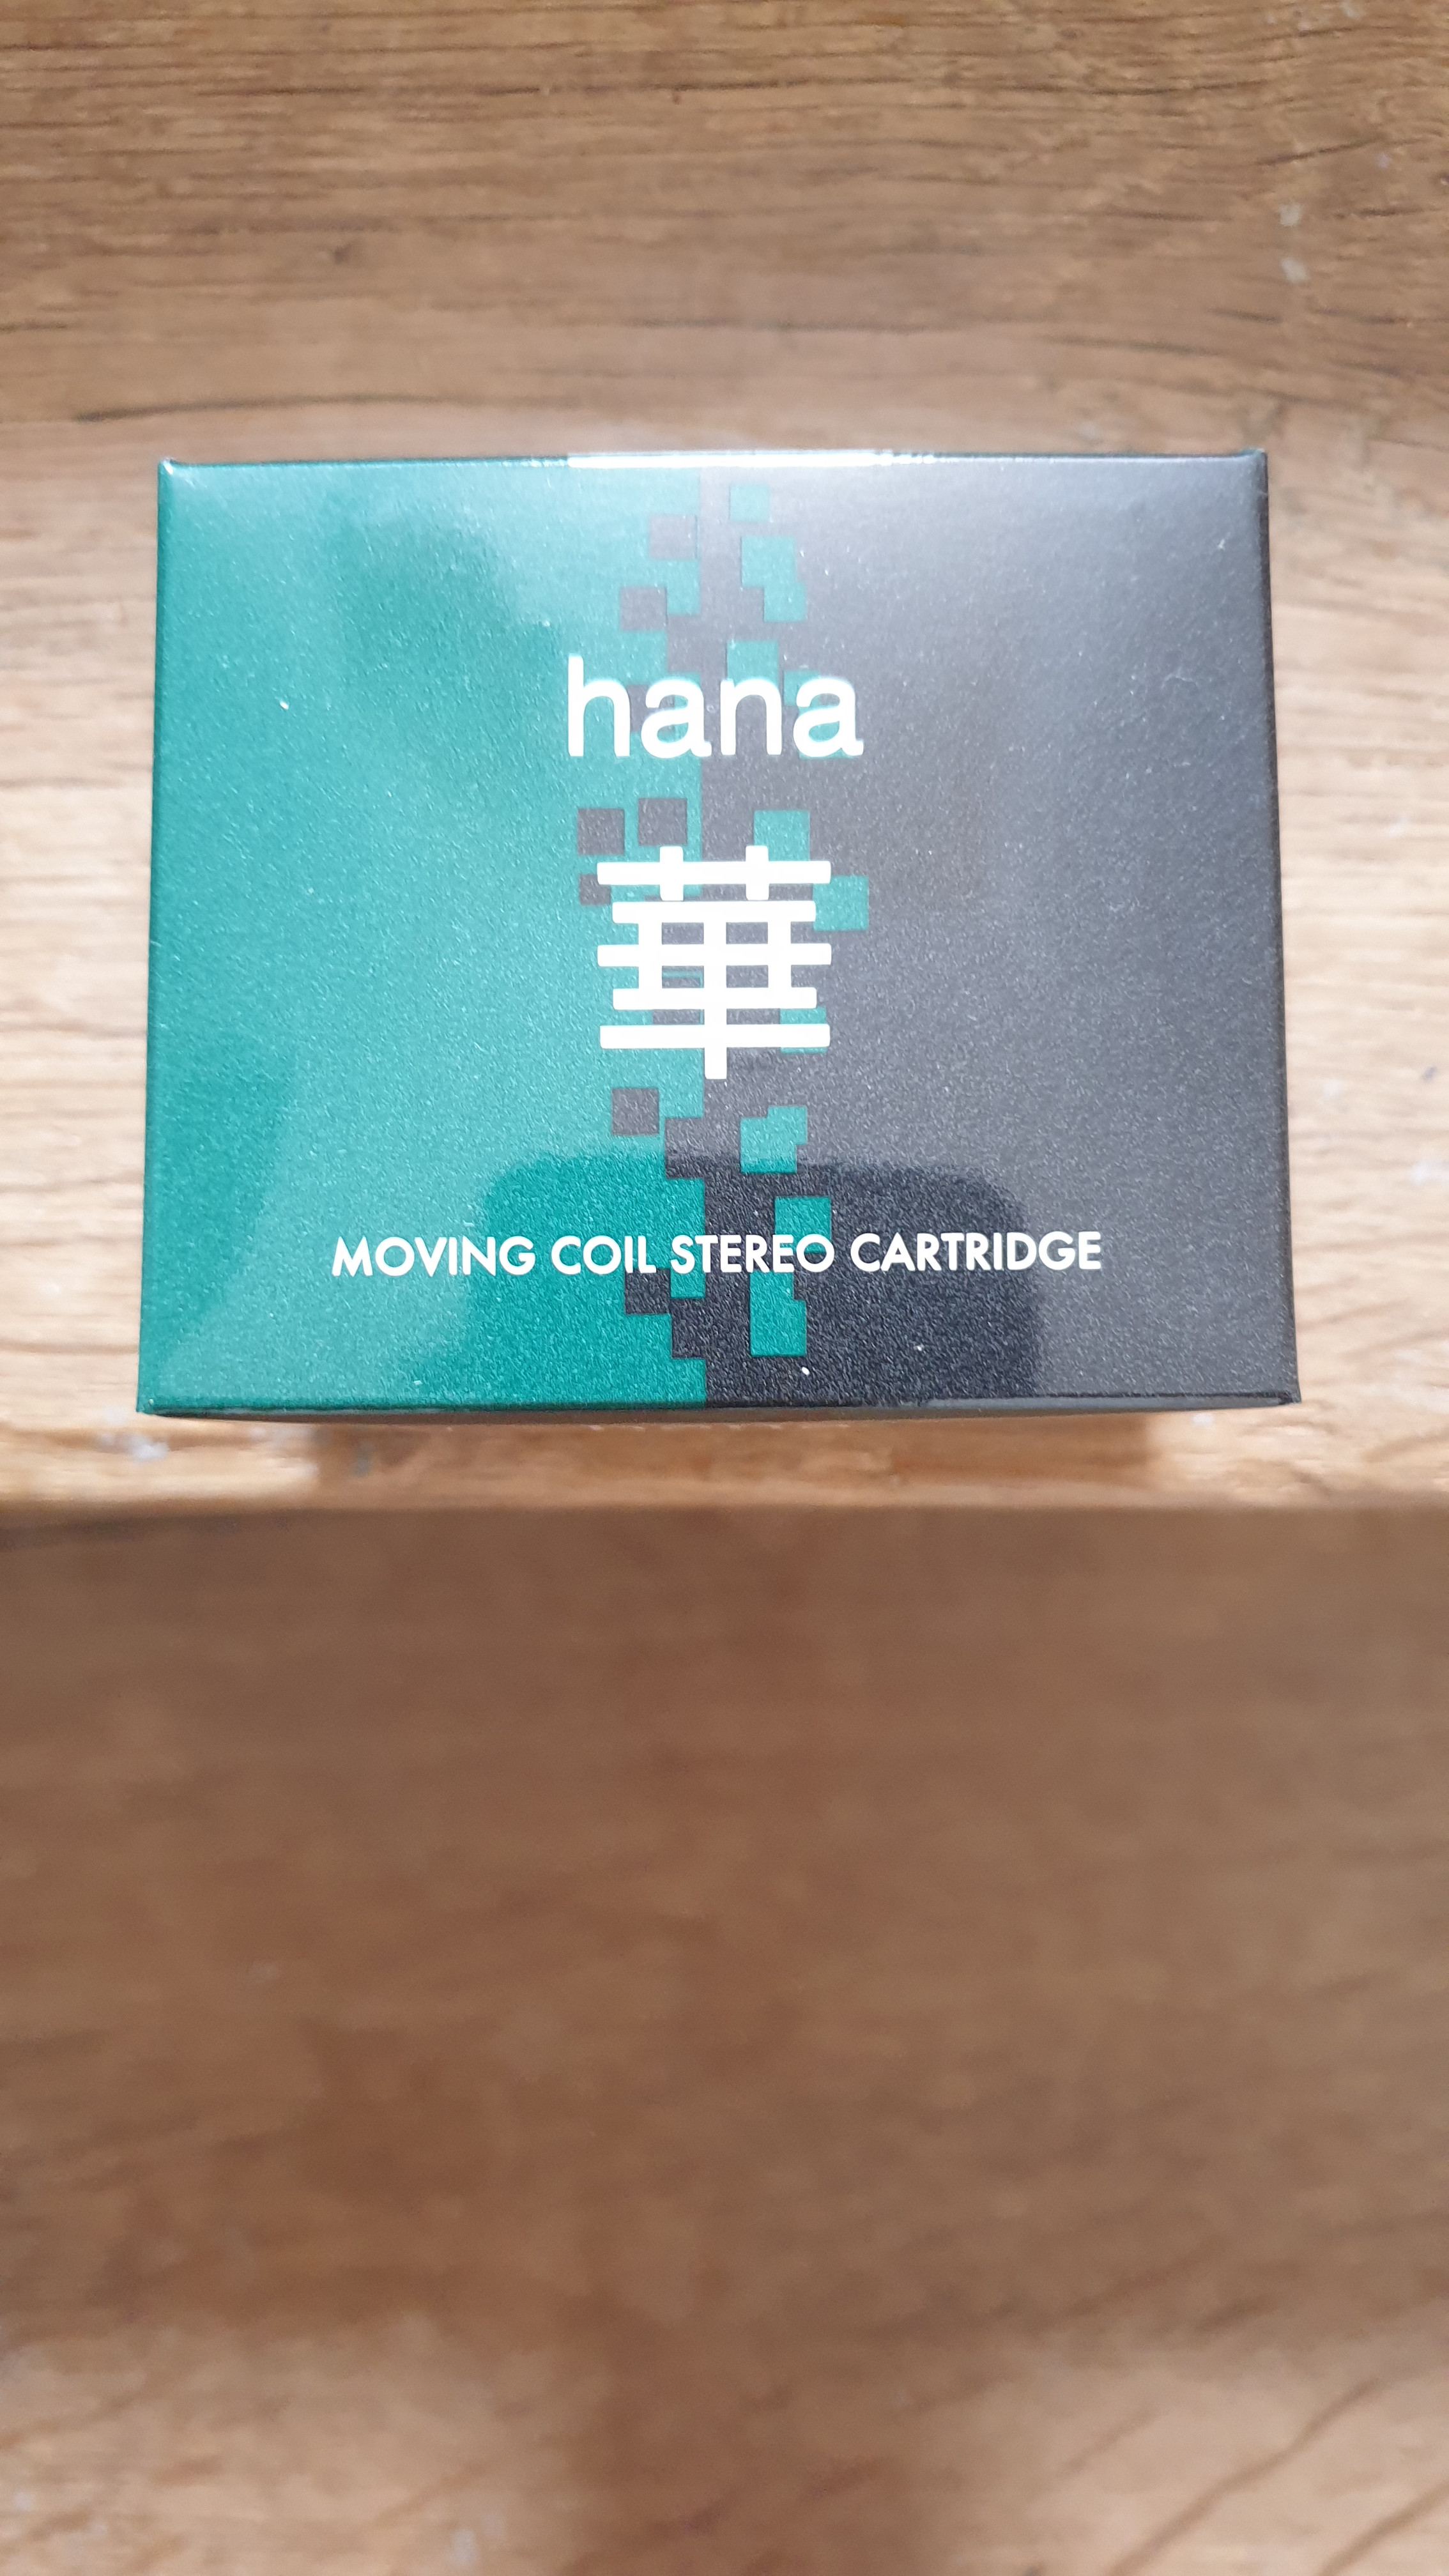 hana
華
MOVING COIL STEREO CARTRIDGE